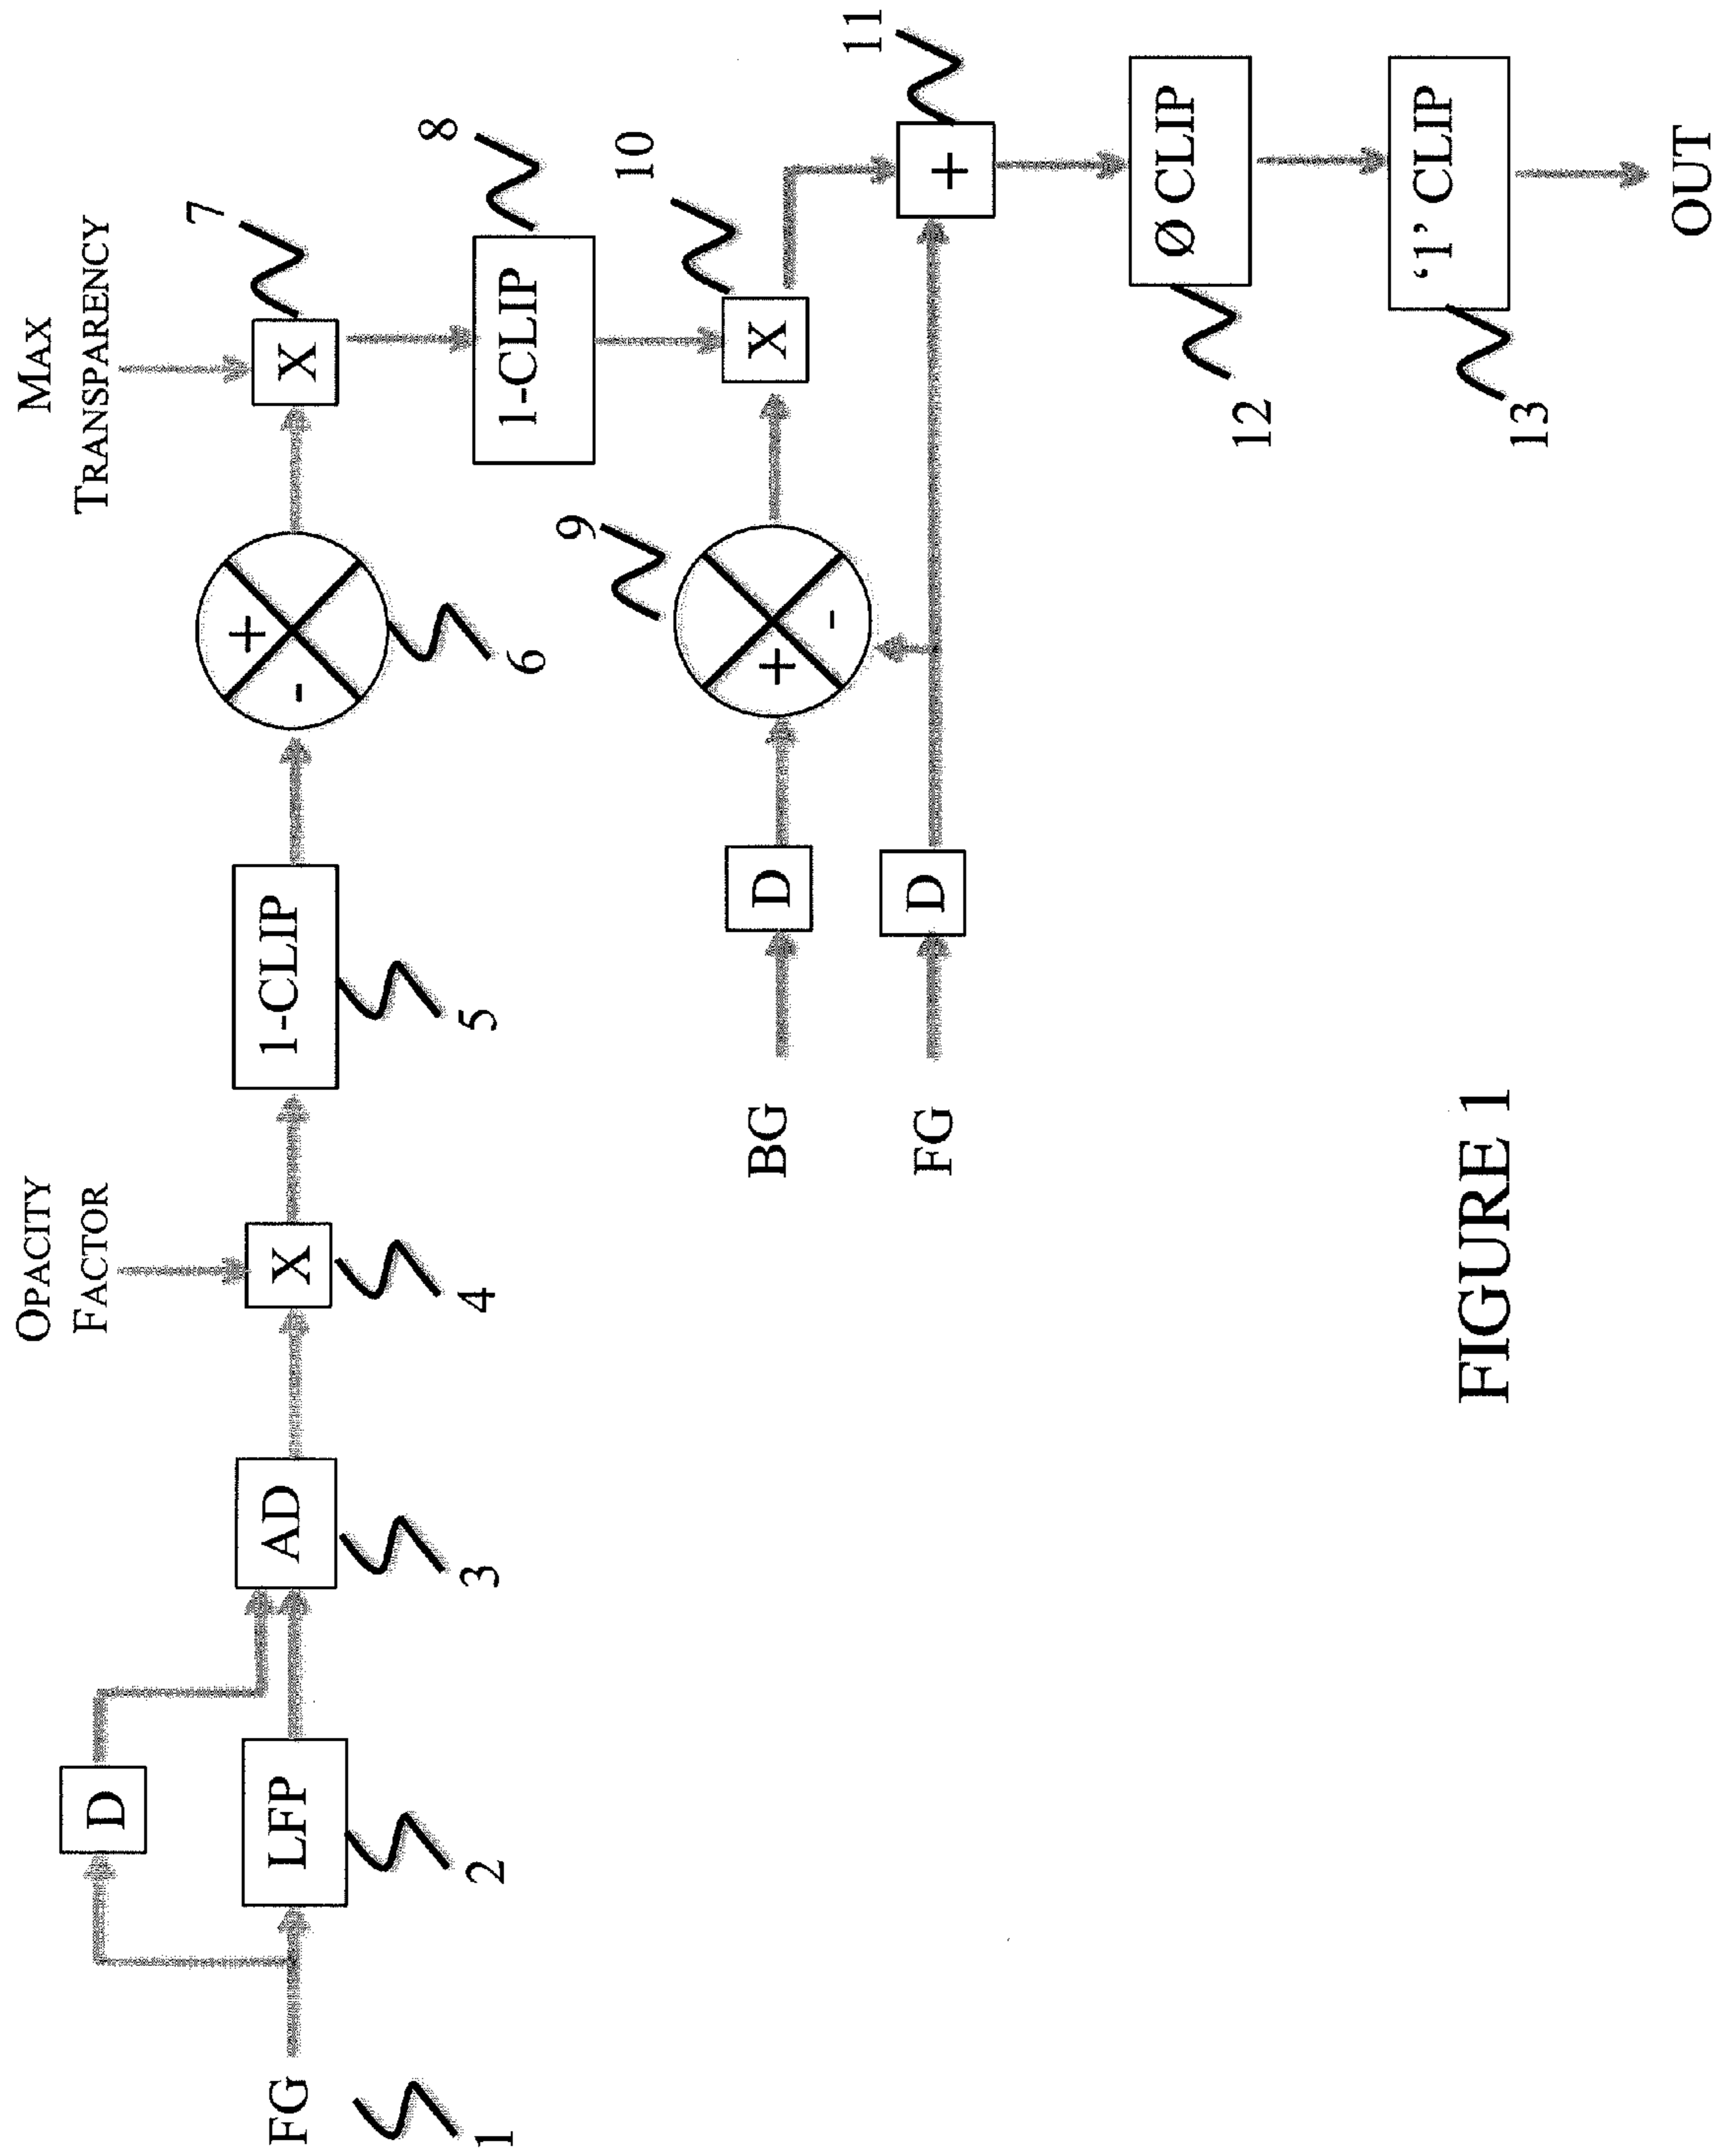 MAX
TRANSPARENCY
OPACITY
FACTOR
D
FG
LFP
AD
X
1-CLIP
-
+
X
1
2
3
4
5
6
7
1-CLIP
8
BG
D
+
-
9
X
10
FG
D
+
11
Ø CLIP
12
'1' CLIP
13
OUT
FIGURE 1